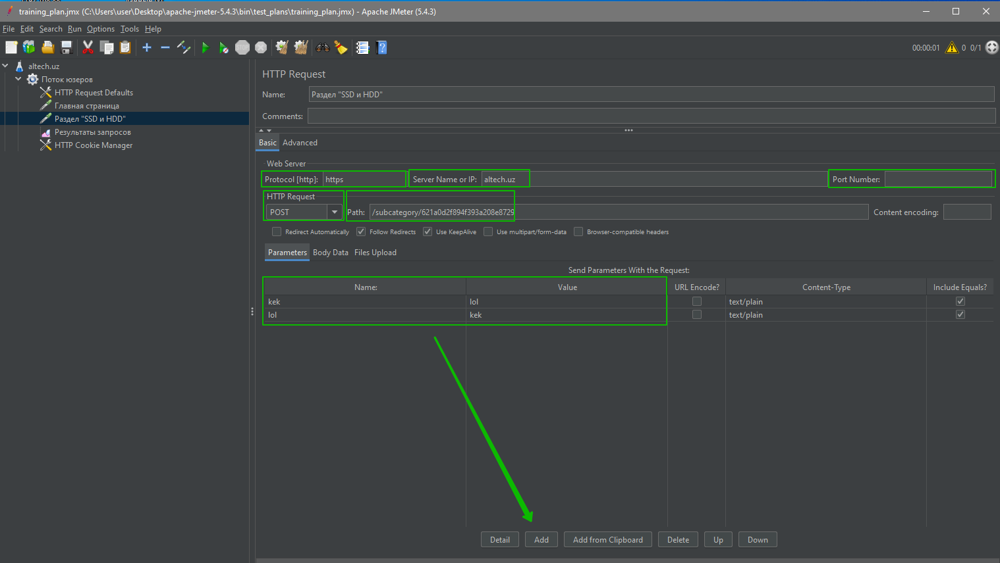 training_plan.jmx (C:\Users\user\Desktop\apache-jmeter-5.4.3\bin\test_plans\training_plan.jmx) - Apache JMeter (5.4.3)
File Edit Search Run Options Tools Help
00:00:01 0 0/1
altech.uz
Поток юзеров
HTTP Request Defaults
Главная страница
Раздел "SSD и HDD"
Результаты запросов
HTTP Cookie Manager
HTTP Request
Name: Раздел "SSD и HDD"
Comments:
Basic Advanced
Web Server
Protocol [http]: https Server Name or IP: altech.uz Port Number:
HTTP Request
POST Path: /subcategory/621a0d2f894f393a208e8729 Content encoding:
Redirect Automatically Follow Redirects Use KeepAlive Use multipart/form-data Browser-compatible headers
Parameters Body Data Files Upload
Send Parameters With the Request:
Name: Value URL Encode? Content-Type Include Equals?
kek lol text/plain
lol kek text/plain
Detail Add Add from Clipboard Delete Up Down